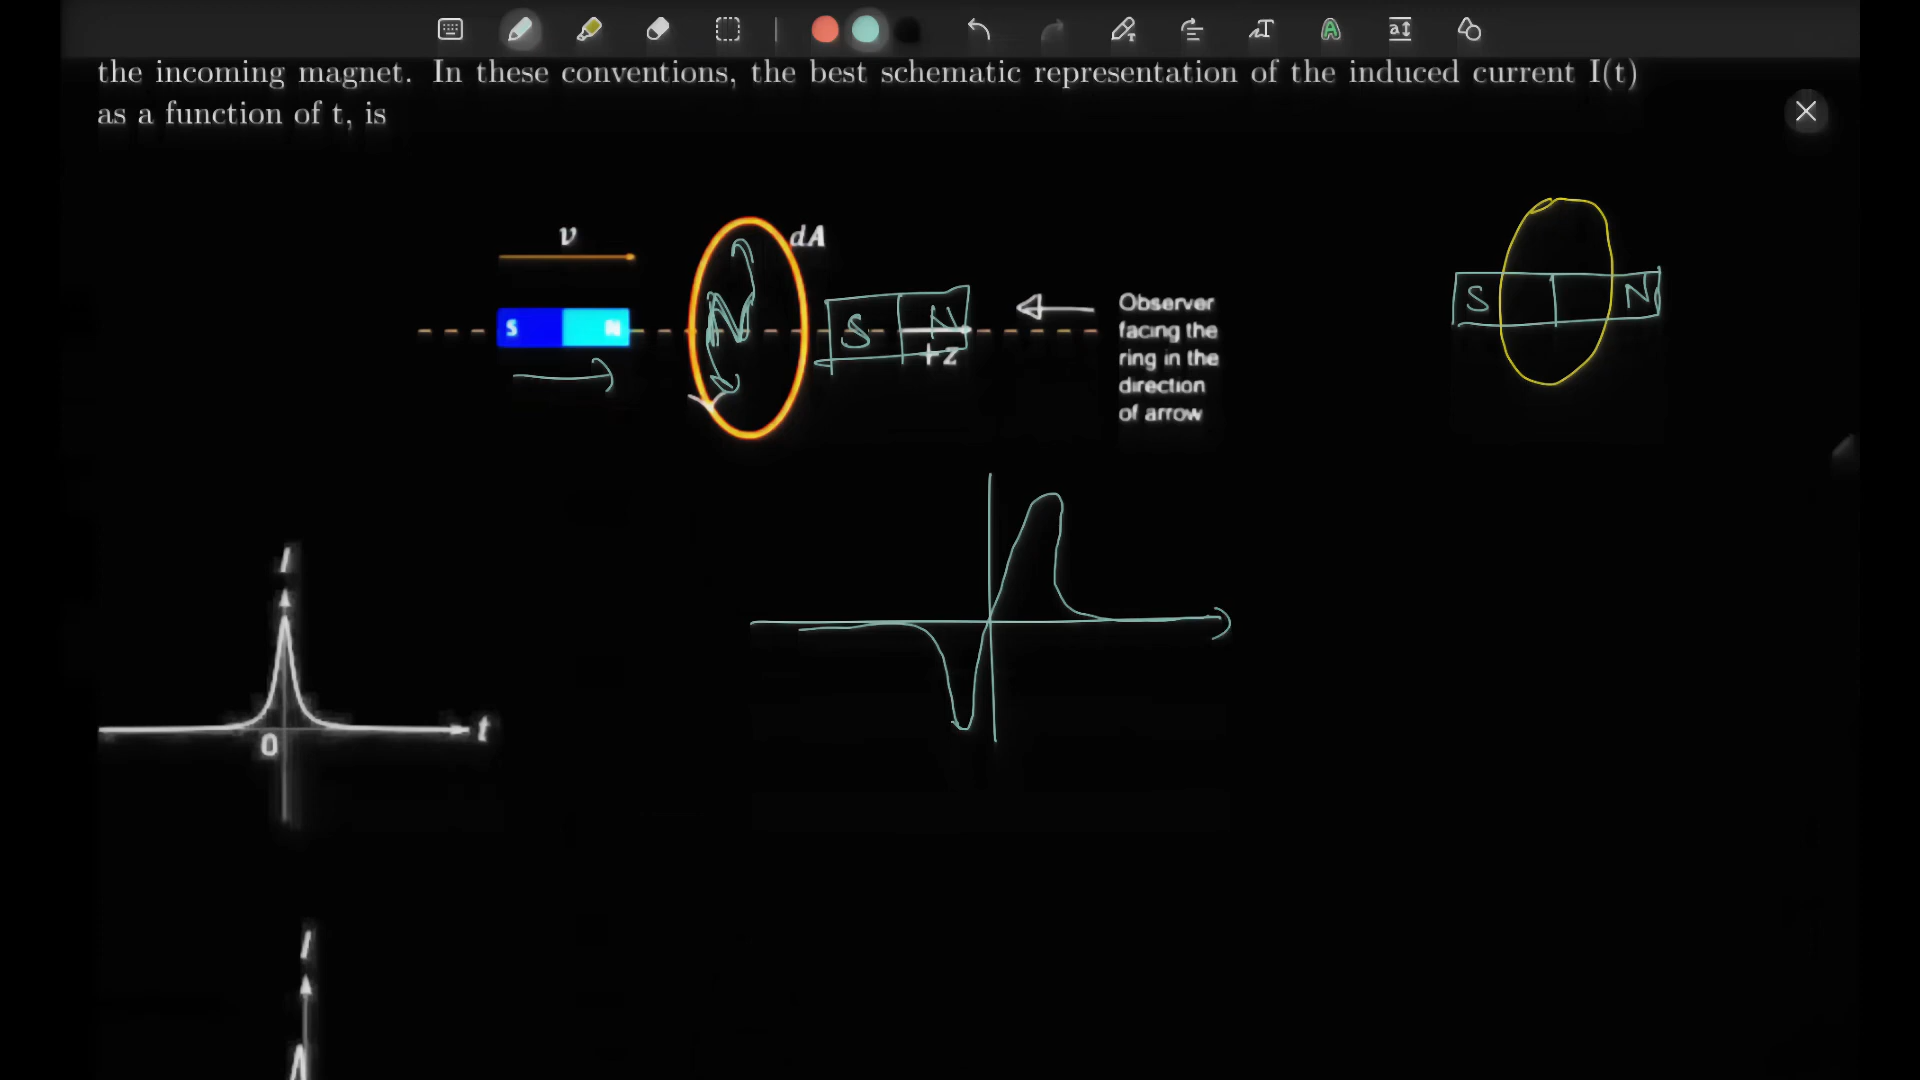 the incoming magnet. In these conventions, the best schematic representation of the induced current I(t)
as a function of t, is
v
dA
S N
N
S N
+z
Observer
facing the
ring in the
direction
of arrow
S N
I
0
t
I